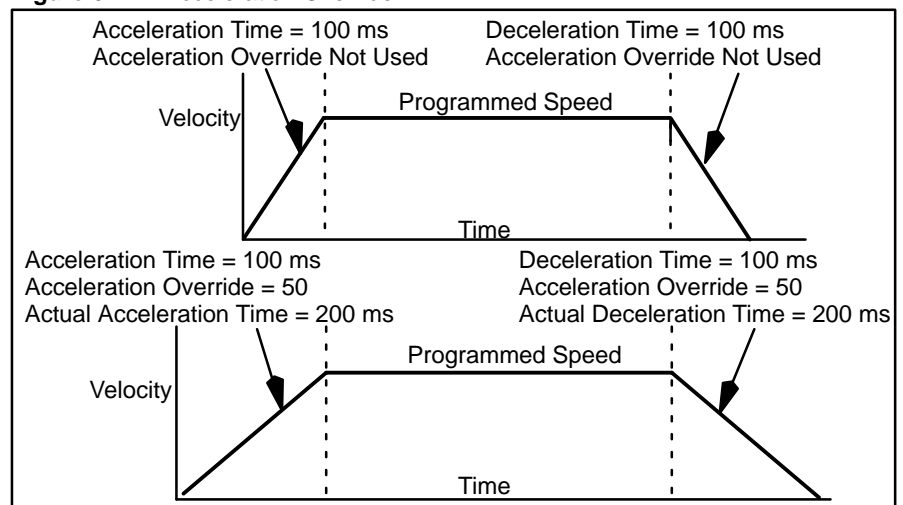 Acceleration Time = 100 ms
Acceleration Override Not Used
Deceleration Time = 100 ms
Acceleration Override Not Used
Velocity
Programmed Speed
Time
Acceleration Time = 100 ms
Acceleration Override = 50
Actual Acceleration Time = 200 ms
Deceleration Time = 100 ms
Acceleration Override = 50
Actual Deceleration Time = 200 ms
Velocity
Programmed Speed
Time